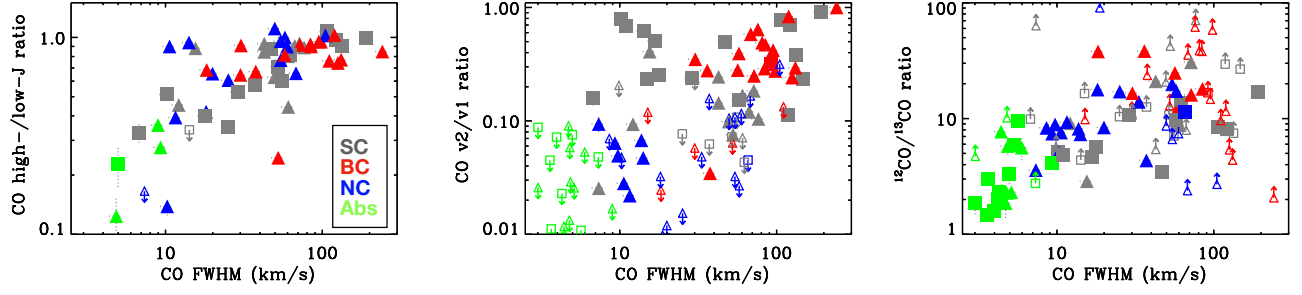 CO high-/low-J ratio
1.0
0.1
10
100
CO FWHM (km/s)
SC
BC
NC
Abs
CO v2/v1 ratio
1.00
0.10
0.01
10
100
CO FWHM (km/s)
¹²CO/¹³CO ratio
100
10
1
10
100
CO FWHM (km/s)